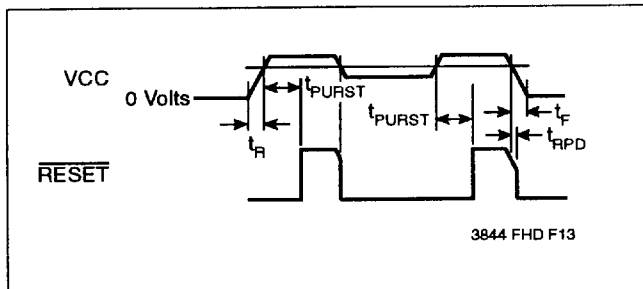 VCC
0 Volts
tPURST
tPURST
tR
tF
tRPD
RESET
3844 FHD F13